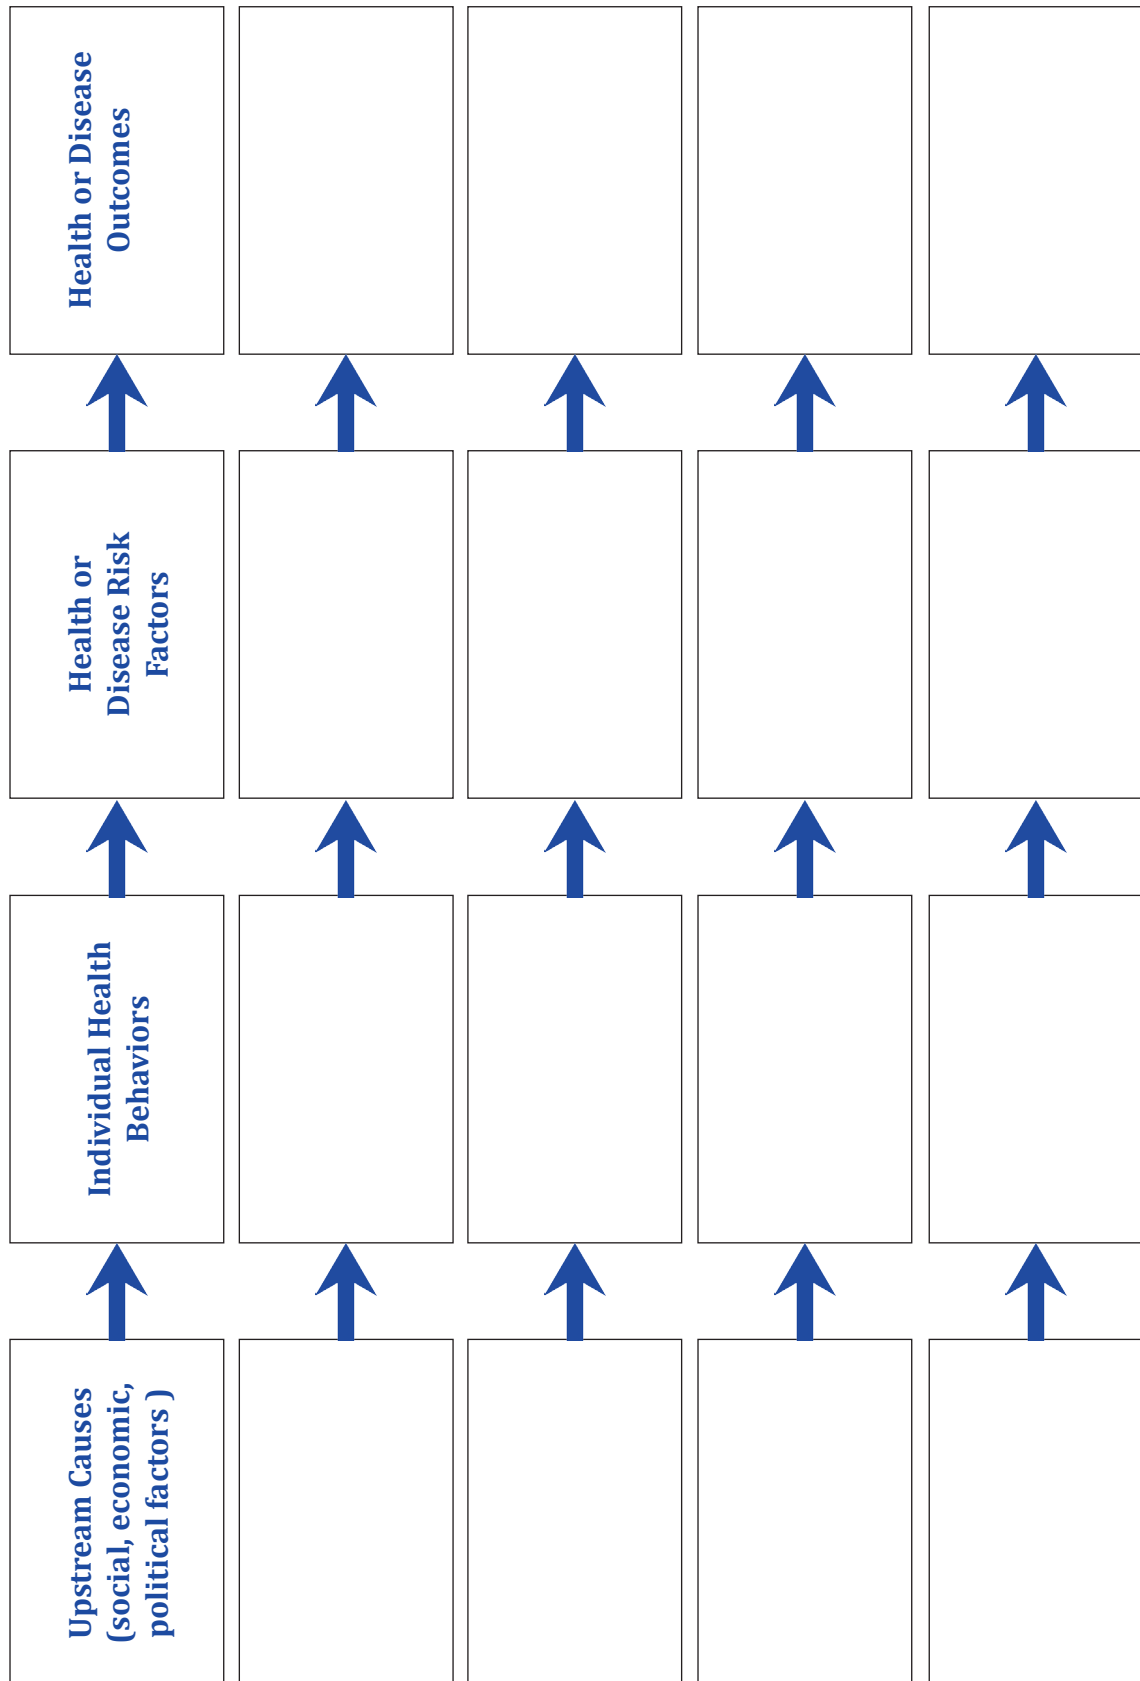 Upstream Causes
(social, economic,
political factors )
Individual Health
Behaviors
Health or
Disease Risk
Factors
Health or Disease
Outcomes